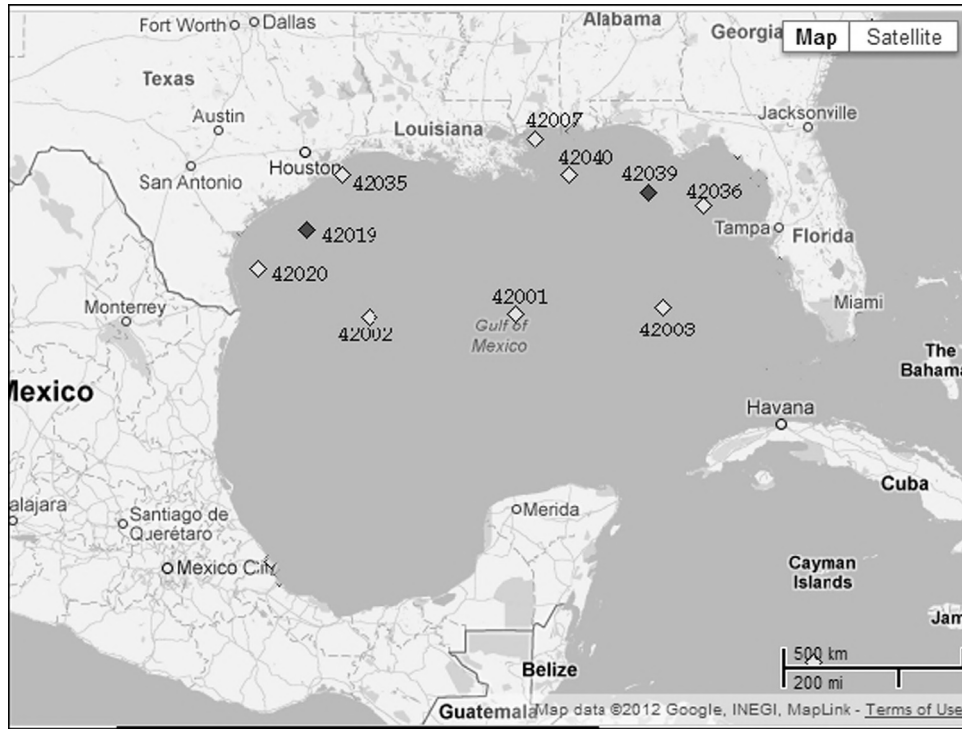 Fort Worth
Dallas
Alabama
Georgia
Map
Satellite
Texas
Austin
Louisiana
42007
Jacksonville
Houston
San Antonio
42035
42040
42039
42036
42019
Tampa
Florida
42020
Monterrey
42002
42001
Gulf of
Mexico
42003
Miami
The
Bahama
Mexico
Havana
Cuba
alajara
Santiago de
Querétaro
Merida
Mexico City
Cayman
Islands
Jam
Belize
500 km
200 mi
Guatemala
Map data ©2012 Google, INEGI, MapLink - Terms of Use